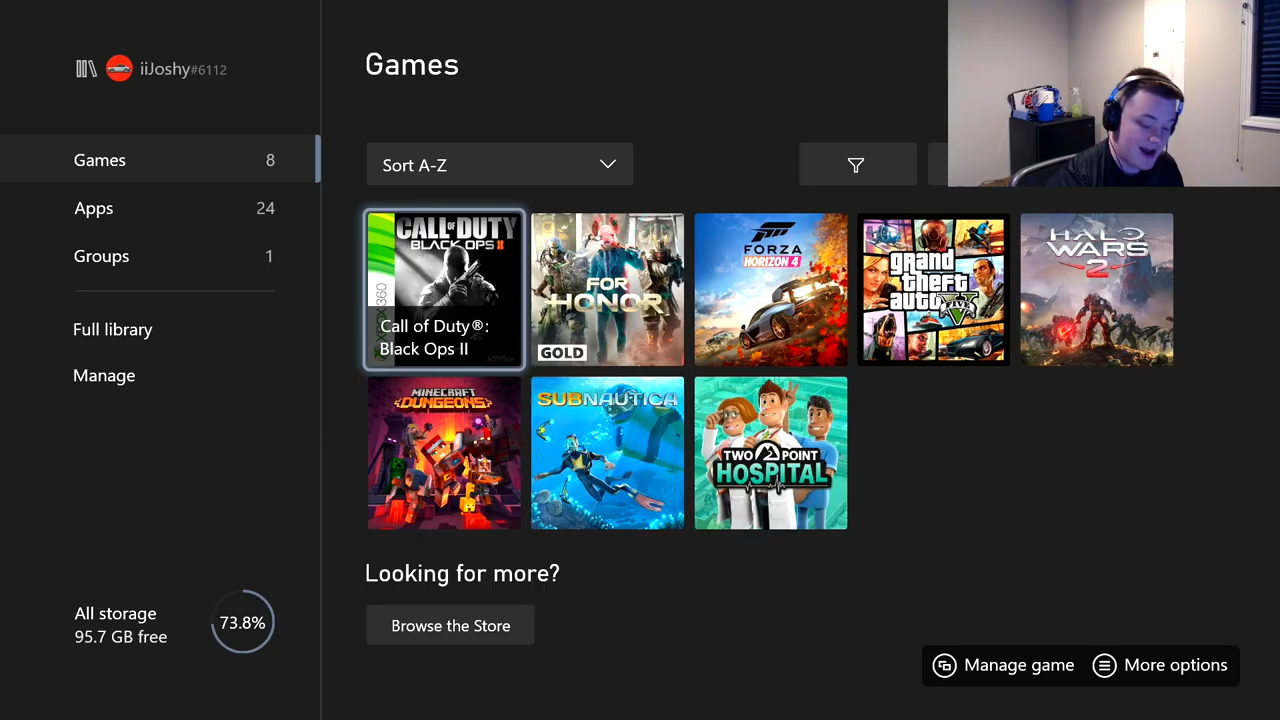 iiJoshy#6112
Games 8
Apps 24
Groups 1
Full library
Manage
All storage
95.7 GB free
73.8%
Games
Sort A-Z
CALL OF DUTY
BLACK OPS II
XBOX 360
Call of Duty®:
Black Ops II
FOR
HONOR
GOLD
FORZA
HORIZON 4
grand
theft
auto
FIVE
HALO
WARS
2
MINECRAFT
DUNGEONS
SUBNAUTICA
TWO POINT
HOSPITAL
Looking for more?
Browse the Store
Manage game
More options